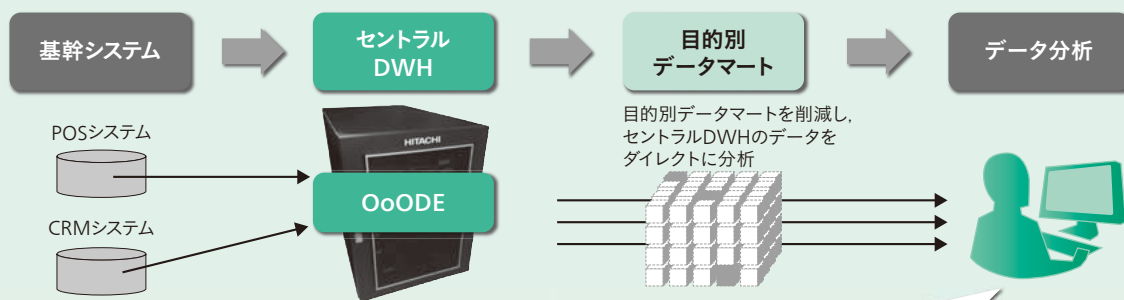 基幹システム
セントラル
DWH
目的別
データマート
データ分析
POSシステム
CRMシステム
HITACHI
OoODE
目的別データマートを削減し,
セントラルDWHのデータを
ダイレクトに分析